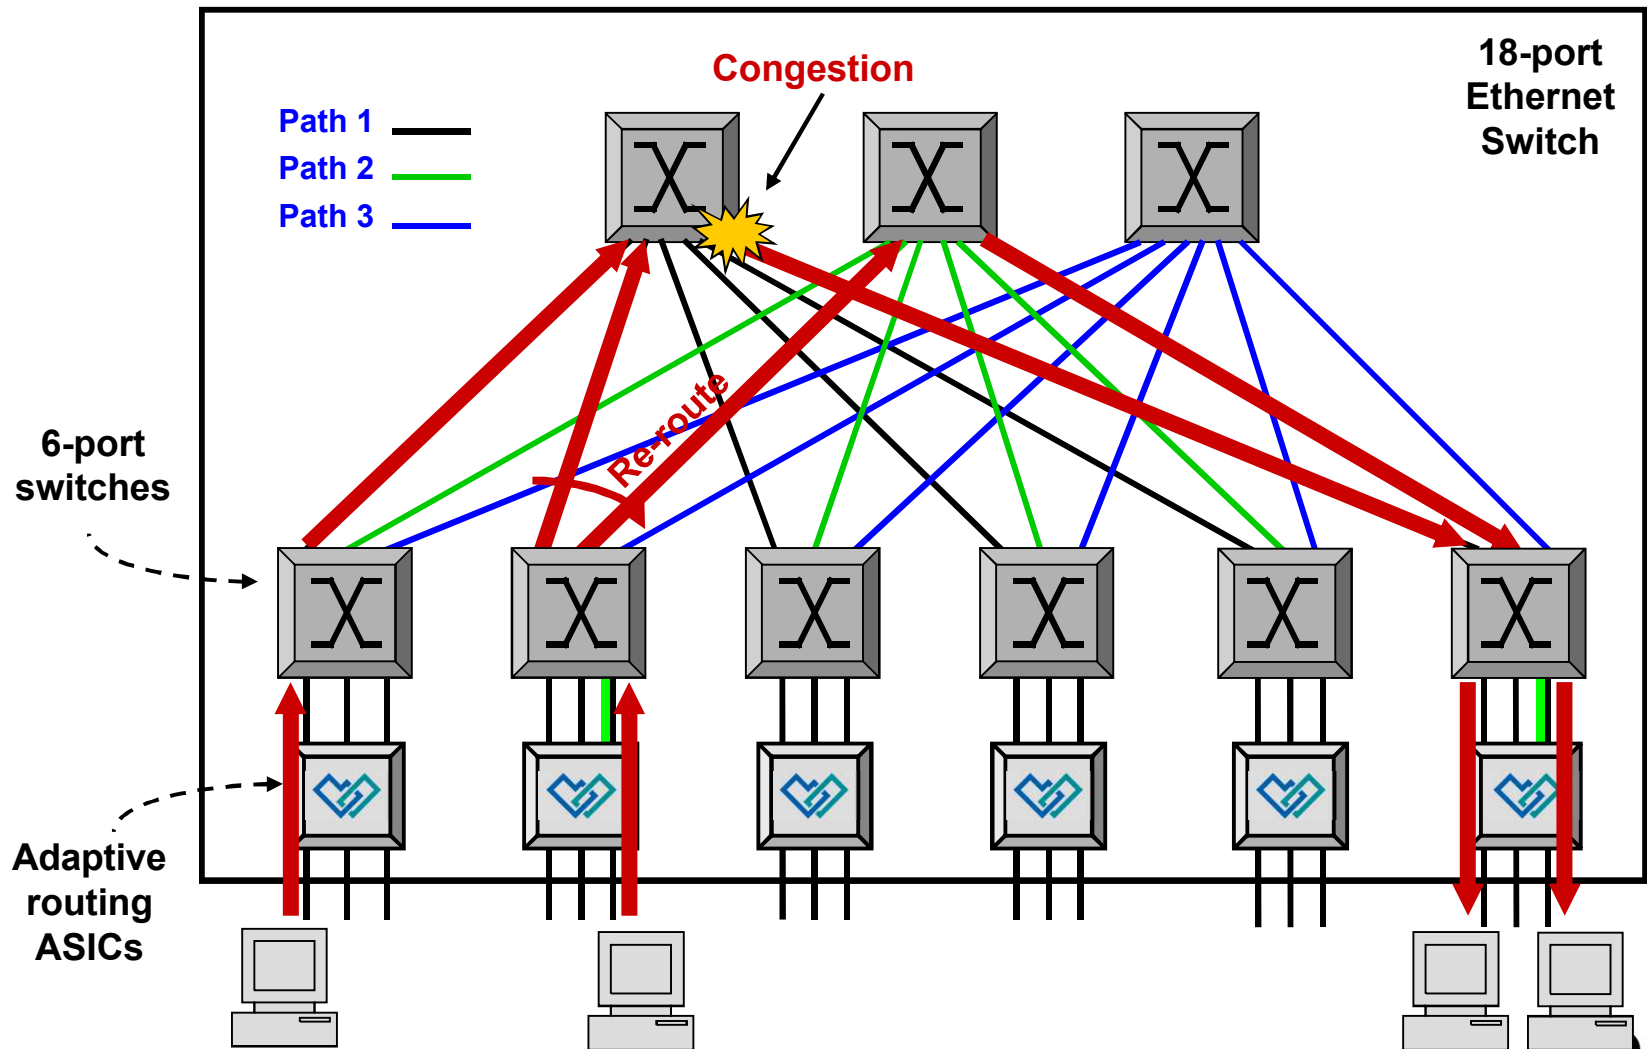 Congestion
18-port
Ethernet
Switch
Path 1
Path 2
Path 3
Re-route
6-port
switches
Adaptive
routing
ASICs